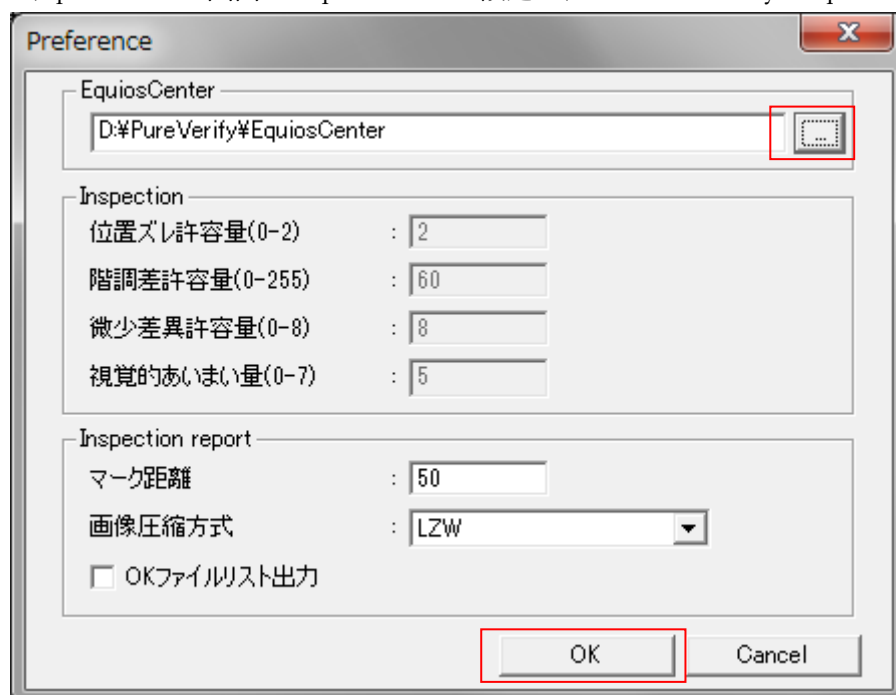 Preference
EquiosCenter
D:¥PureVerify¥EquiosCenter
...
Inspection
位置ズレ許容量(0-2) : 2
階調差許容量(0-255) : 60
微少差異許容量(0-8) : 8
視覚的あいまい量(0-7) : 5
Inspection report
マーク距離 : 50
画像圧縮方式 : LZW
OKファイルリスト出力
OK Cancel